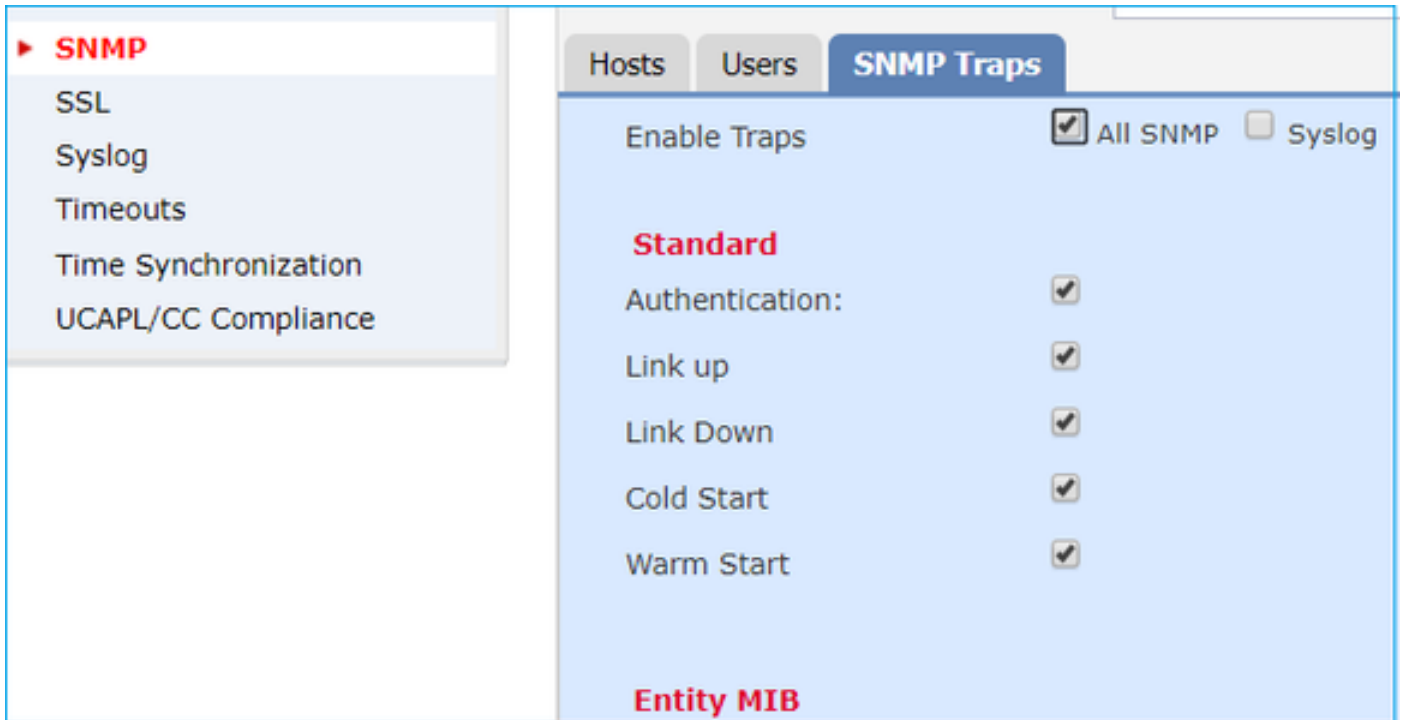 SNMP
SSL
Syslog
Timeouts
Time Synchronization
UCAPL/CC Compliance
Hosts Users SNMP Traps
Enable Traps All SNMP Syslog
Standard
Authentication:
Link up
Link Down
Cold Start
Warm Start
Entity MIB